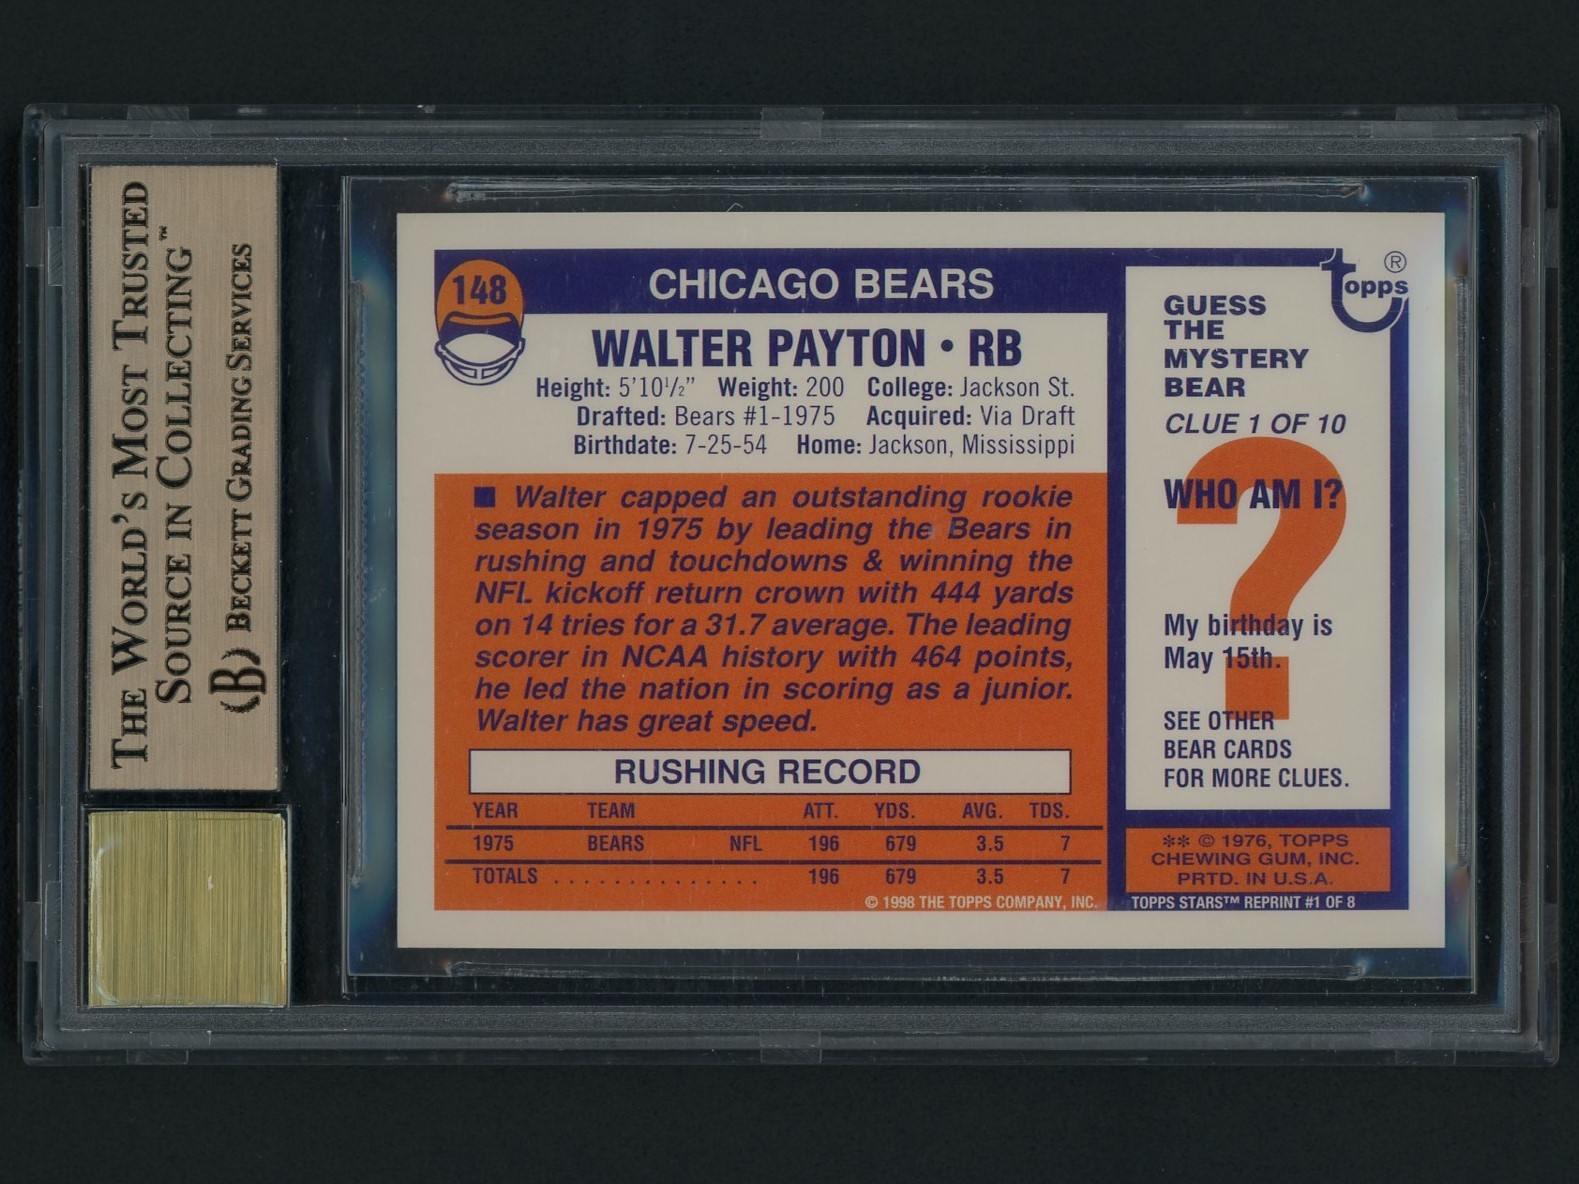 THE WORLD'S MOST TRUSTED
SOURCE IN COLLECTING™
B BECKETT GRADING SERVICES
148
CHICAGO BEARS
WALTER PAYTON • RB
Height: 5'10½" Weight: 200 College: Jackson St.
Drafted: Bears #1-1975 Acquired: Via Draft
Birthdate: 7-25-54 Home: Jackson, Mississippi
■ Walter capped an outstanding rookie
season in 1975 by leading the Bears in
rushing and touchdowns & winning the
NFL kickoff return crown with 444 yards
on 14 tries for a 31.7 average. The leading
scorer in NCAA history with 464 points,
he led the nation in scoring as a junior.
Walter has great speed.
RUSHING RECORD
YEAR TEAM ATT. YDS. AVG. TDS.
1975 BEARS NFL 196 679 3.5 7
TOTALS . . . . . . . . . . . . . . 196 679 3.5 7
© 1998 THE TOPPS COMPANY, INC.
topps®
GUESS
THE
MYSTERY
BEAR
CLUE 1 OF 10
?
WHO AM I?
My birthday is
May 15th.
SEE OTHER
BEAR CARDS
FOR MORE CLUES.
** © 1976, TOPPS
CHEWING GUM, INC.
PRTD. IN U.S.A.
TOPPS STARS™ REPRINT #1 OF 8